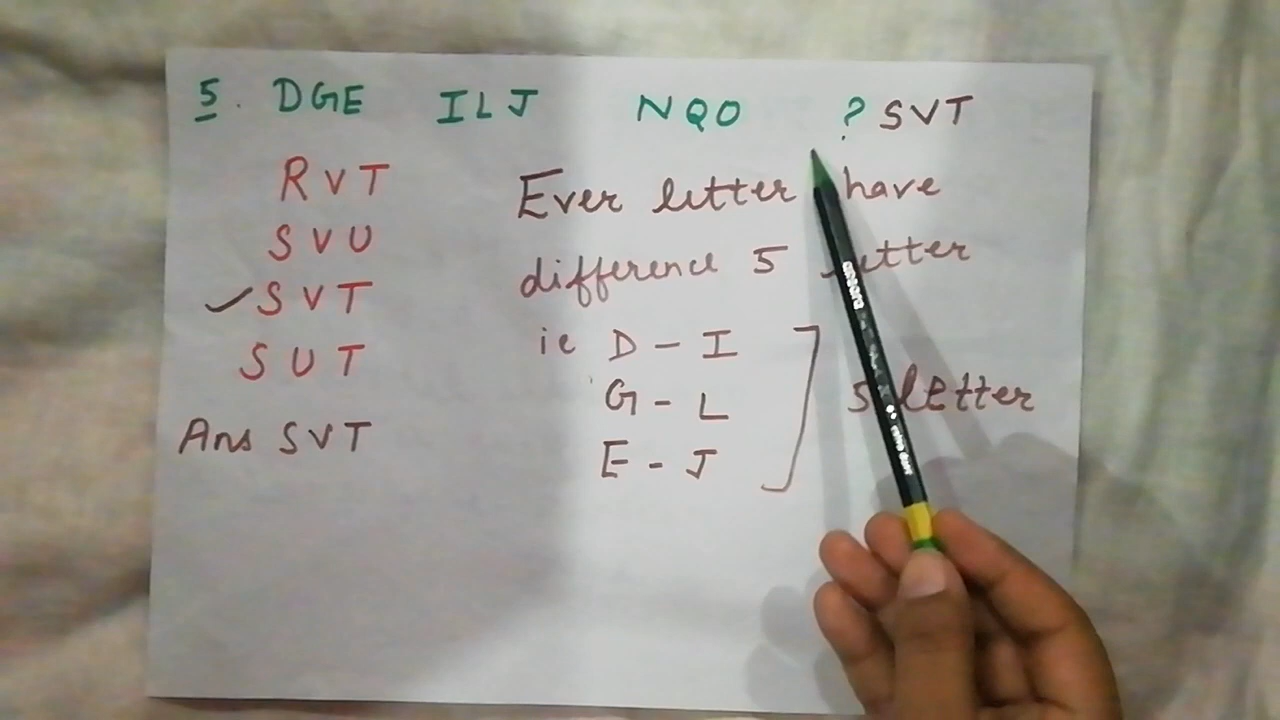 5. DGE ILJ NQO ? SVT
RVT
SVU
✓SVT
SUT
Ans SVT
Ever letter have
difference 5 letter
ie D - I
G - L
E - J
5 letter